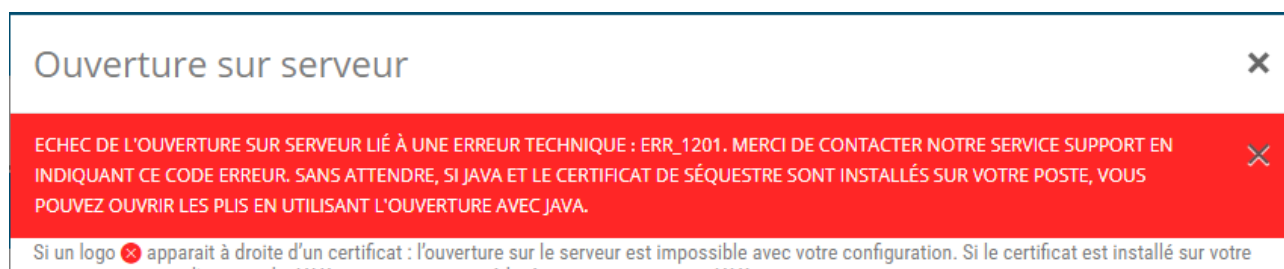 Ouverture sur serveur
ECHEC DE L'OUVERTURE SUR SERVEUR LIÉ À UNE ERREUR TECHNIQUE : ERR_1201. MERCI DE CONTACTER NOTRE SERVICE SUPPORT EN
INDIQUANT CE CODE ERREUR. SANS ATTENDRE, SI JAVA ET LE CERTIFICAT DE SÉQUESTRE SONT INSTALLÉS SUR VOTRE POSTE, VOUS
POUVEZ OUVRIR LES PLIS EN UTILISANT L'OUVERTURE AVEC JAVA.
Si un logo apparait à droite d'un certificat : l'ouverture sur le serveur est impossible avec votre configuration. Si le certificat est installé sur votre